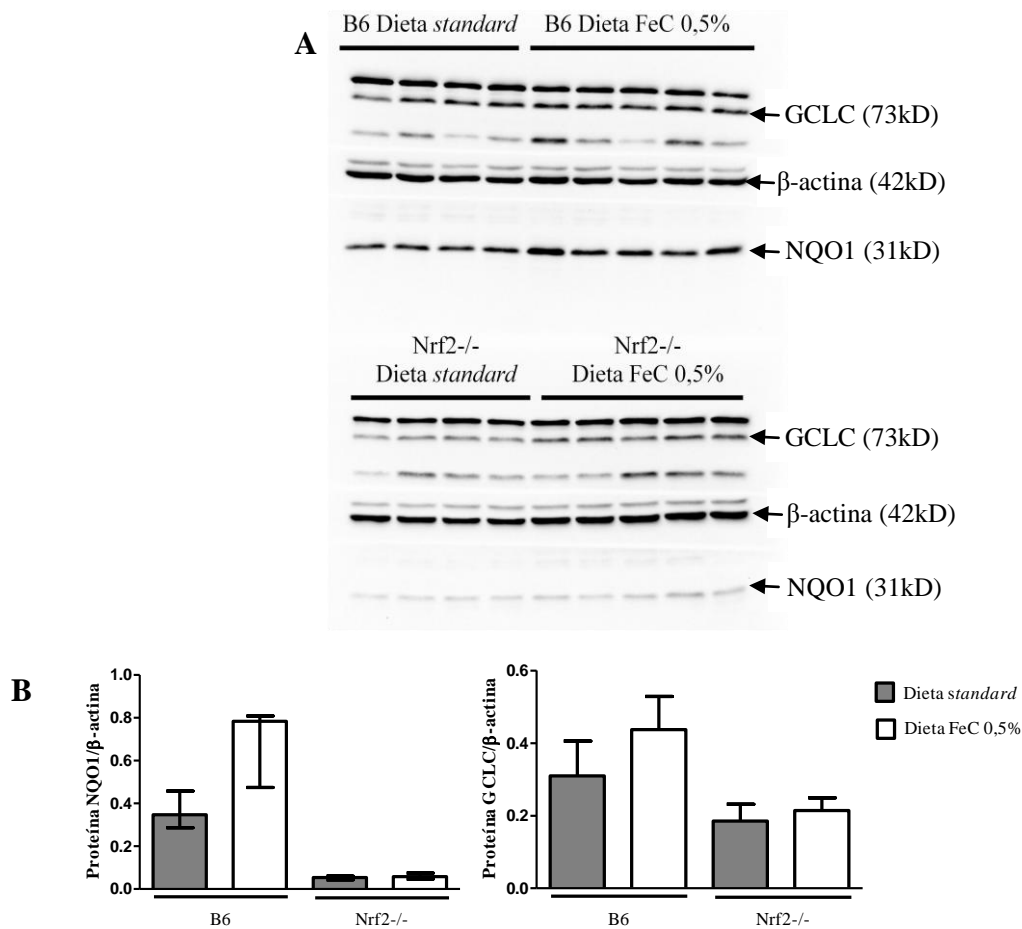 A
B6 Dieta standard B6 Dieta FeC 0,5%
GCLC (73kD)
β-actina (42kD)
NQO1 (31kD)
Nrf2-/-
Dieta standard
Nrf2-/-
Dieta FeC 0,5%
GCLC (73kD)
β-actina (42kD)
NQO1 (31kD)
B
Proteína NQO1/β-actina
1.0
0.8
0.6
0.4
0.2
0.0
B6 Nrf2-/-
Proteína GCLC/β-actina
0.6
0.4
0.2
0.0
B6 Nrf2-/-
Dieta standard
Dieta FeC 0,5%